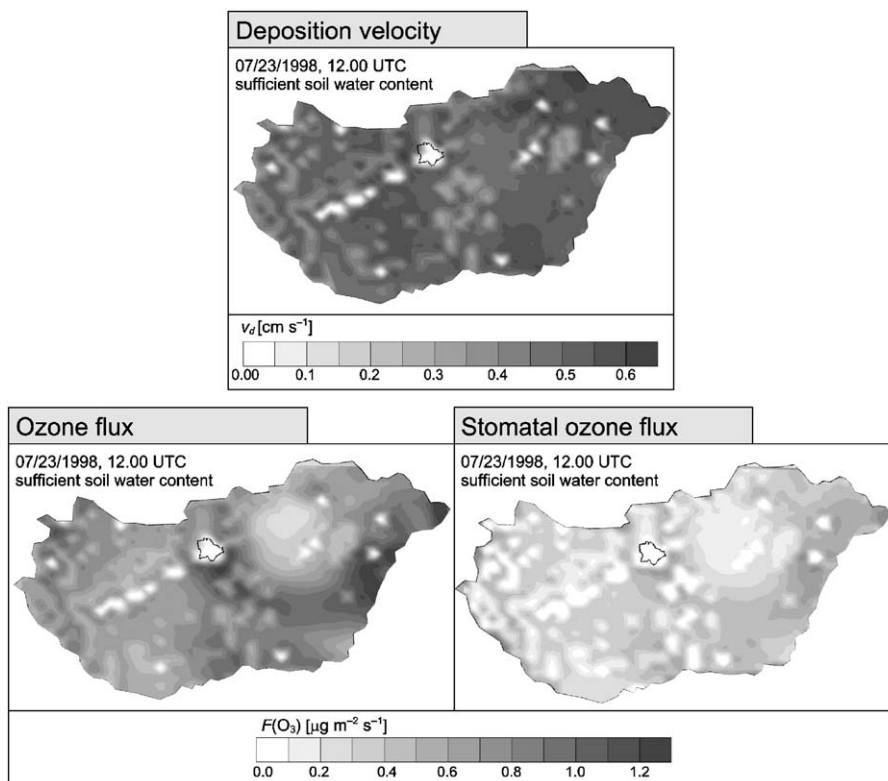 Deposition velocity
07/23/1998, 12.00 UTC
sufficient soil water content
v_d [cm s⁻¹]
0.00 0.1 0.2 0.3 0.4 0.5 0.6
Ozone flux
07/23/1998, 12.00 UTC
sufficient soil water content
Stomatal ozone flux
07/23/1998, 12.00 UTC
sufficient soil water content
F(O₃) [µg m⁻² s⁻¹]
0.0 0.2 0.4 0.6 0.8 1.0 1.2